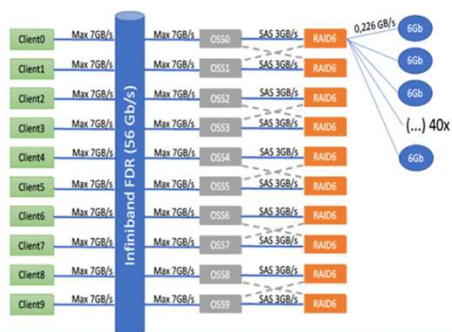 Client0 Max 7GB/s Max 7GB/s OSS0 SAS 3GB/s RAID6 0,226 GB/s 6Gb
Client1 Max 7GB/s Max 7GB/s OSS1 SAS 3GB/s RAID6 6Gb
Client2 Max 7GB/s Max 7GB/s OSS2 SAS 3GB/s RAID6 6Gb
Client3 Max 7GB/s Max 7GB/s OSS3 SAS 3GB/s RAID6 (...) 40x
Client4 Max 7GB/s Max 7GB/s OSS4 SAS 3GB/s RAID6 6Gb
Client5 Max 7GB/s Max 7GB/s OSS5 SAS 3GB/s RAID6
Client6 Max 7GB/s Max 7GB/s OSS6 SAS 3GB/s RAID6
Client7 Max 7GB/s Max 7GB/s OSS7 SAS 3GB/s RAID6
Client8 Max 7GB/s Max 7GB/s OSS8 SAS 3GB/s RAID6
Client9 Max 7GB/s Max 7GB/s OSS9 SAS 3GB/s RAID6
Infiniband FDR (56 Gb/s)